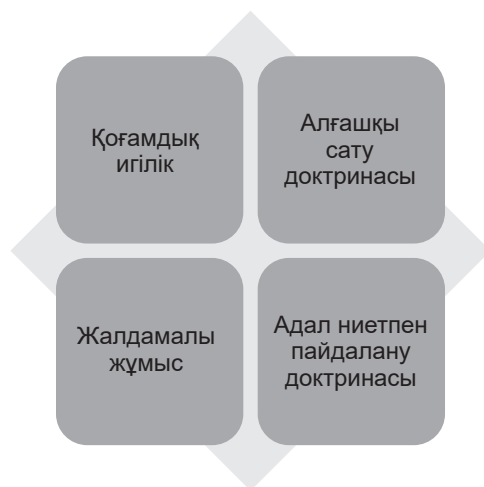 Қоғамдық
игілік
Алғашқы
сату
доктринасы
Жалдамалы
жұмыс
Адал ниетпен
пайдалану
доктринасы